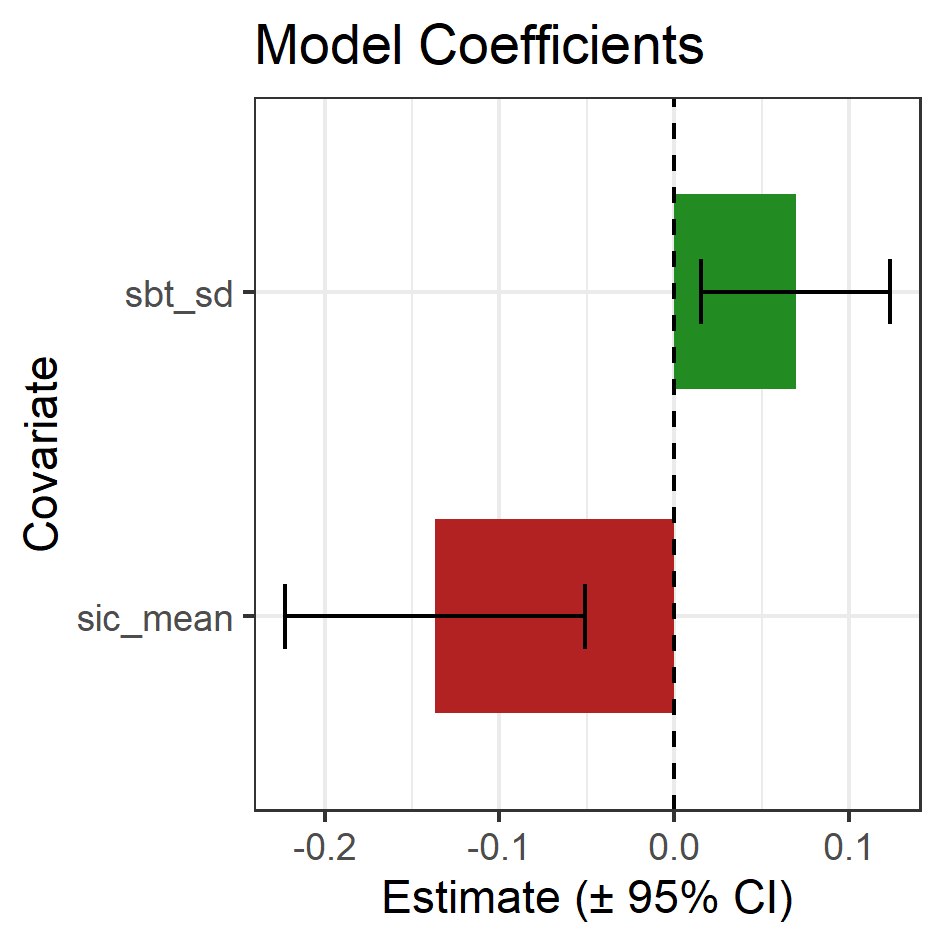 Model Coefficients
Covariate
sbt_sd
sic_mean
-0.2 -0.1 0.0 0.1
Estimate (± 95% CI)